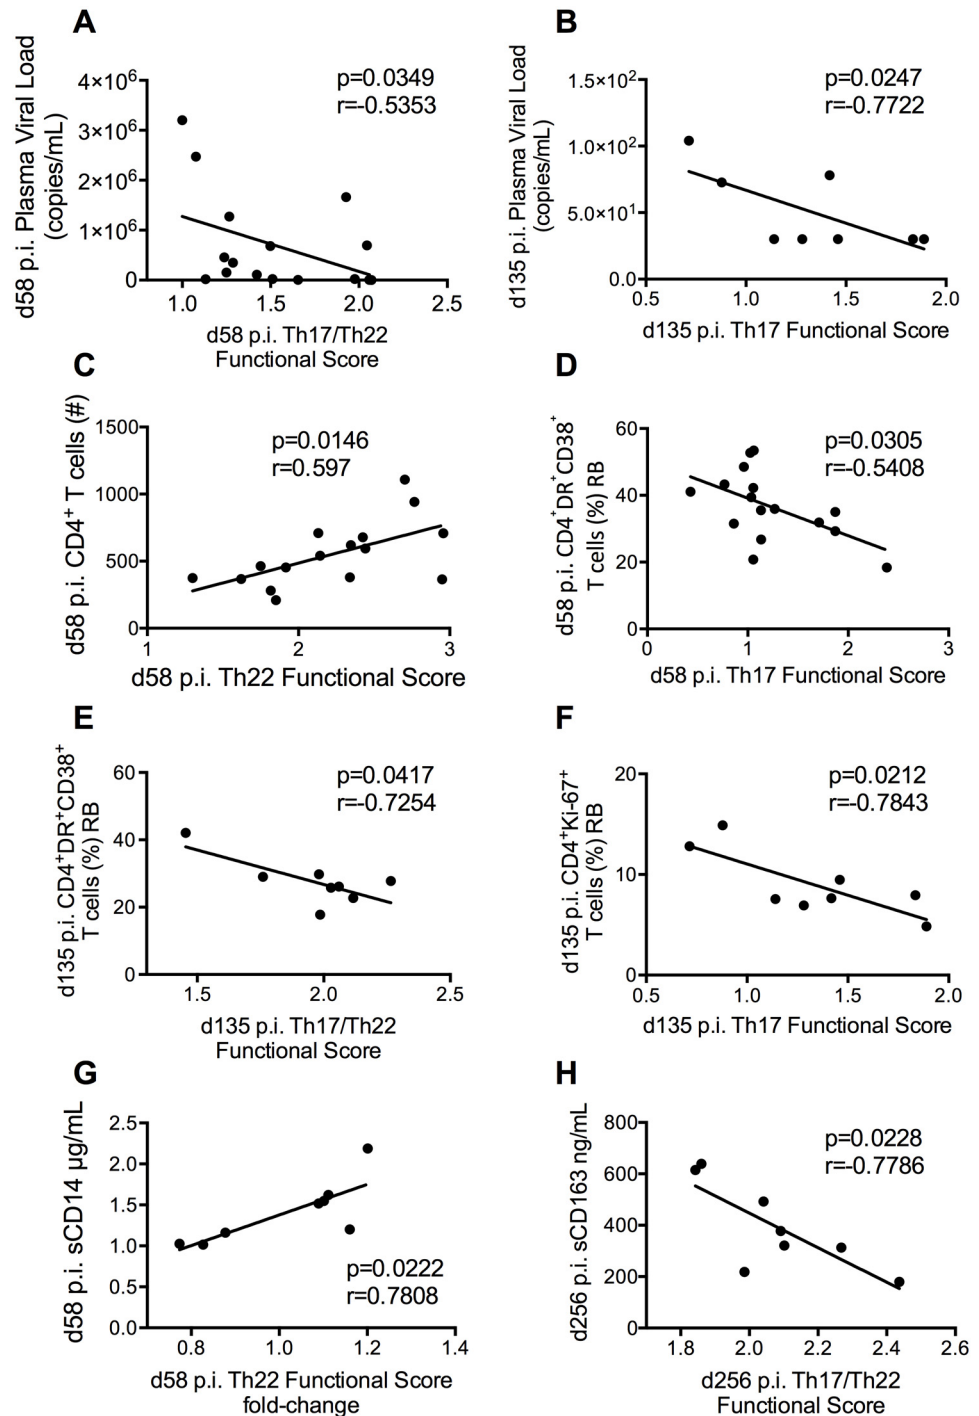 A
p=0.0349
r=-0.5353
d58 p.i. Plasma Viral Load
(copies/mL)
4×10⁶
3×10⁶
2×10⁶
1×10⁶
0
1.0 1.5 2.0 2.5
d58 p.i. Th17/Th22
Functional Score
B
p=0.0247
r=-0.7722
d135 p.i. Plasma Viral Load
(copies/mL)
1.5×10²
1.0×10²
5.0×10¹
0.0
0.5 1.0 1.5 2.0
d135 p.i. Th17 Functional Score
C
p=0.0146
r=0.597
d58 p.i. CD4⁺ T cells (#)
1500
1000
500
0
1 2 3
d58 p.i. Th22 Functional Score
D
p=0.0305
r=-0.5408
d58 p.i. CD4⁺DR⁺CD38⁺
T cells (%) RB
60
40
20
0
0 1 2 3
d58 p.i. Th17 Functional Score
E
p=0.0417
r=-0.7254
d135 p.i. CD4⁺DR⁺CD38⁺
T cells (%) RB
60
40
20
0
1.5 2.0 2.5
d135 p.i. Th17/Th22
Functional Score
F
p=0.0212
r=-0.7843
d135 p.i. CD4⁺Ki-67⁺
T cells (%) RB
20
10
0
0.5 1.0 1.5 2.0
d135 p.i. Th17 Functional Score
G
p=0.0222
r=0.7808
d58 p.i. sCD14 µg/mL
2.5
2.0
1.5
1.0
0.5
0.0
0.8 1.0 1.2 1.4
d58 p.i. Th22 Functional Score
fold-change
H
p=0.0228
r=-0.7786
d256 p.i. sCD163 ng/mL
800
600
400
200
0
1.8 2.0 2.2 2.4 2.6
d256 p.i. Th17/Th22
Functional Score